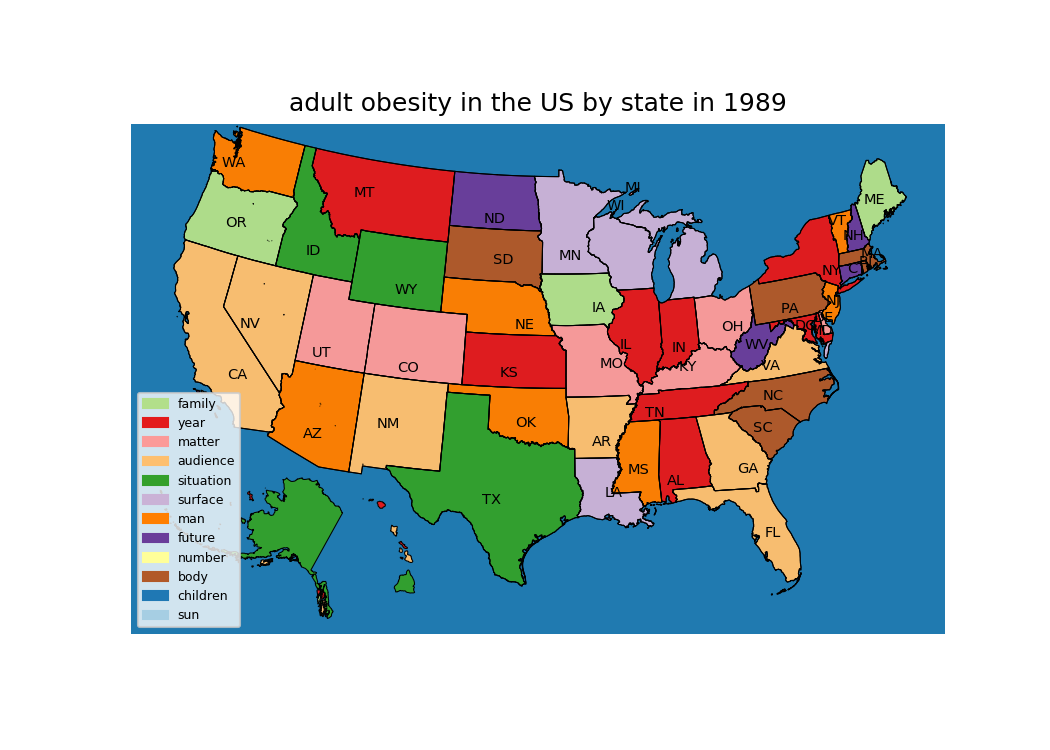 adult obesity in the US by state in 1989
WA
MT
ND
MN
MI
WI
ME
VT
NH
OR
ID
WY
SD
NY
MA
RI
CT
IA
NE
PA
NJ
NV
UT
CO
KS
MO
IL
IN
OH
WV
DC
DE
MD
VA
KY
CA
AZ
NM
OK
AR
TN
NC
SC
TX
LA
MS
AL
GA
FL
family
year
matter
audience
situation
surface
man
future
number
body
children
sun